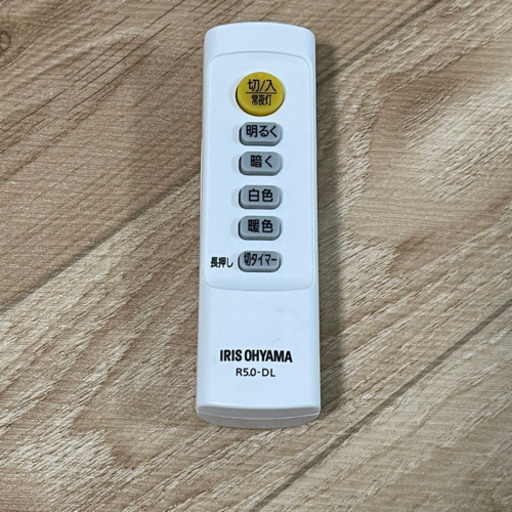 切/入
常夜灯
明るく
暗く
白色
暖色
長押し 切タイマー
IRIS OHYAMA
R5.0-DL